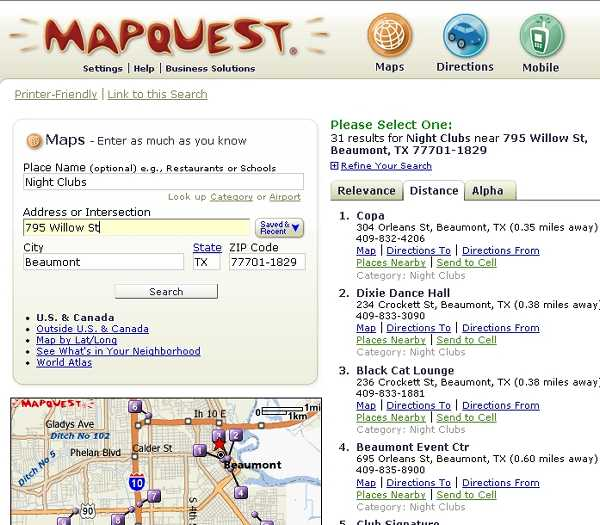 MAPQUEST®
Settings | Help | Business Solutions
Maps
Directions
Mobile
Printer-Friendly | Link to this Search
Maps - Enter as much as you know
Place Name (optional) e.g., Restaurants or Schools
Night Clubs
Look up Category or Airport
Address or Intersection
795 Willow St
Saved & Recent
City
State
ZIP Code
Beaumont
TX
77701-1829
Search
U.S. & Canada
Outside U.S. & Canada
Map by Lat/Long
See What's in Your Neighborhood
World Atlas
MAPQUEST
6
Ih 10 E
1mi
1km
Gladys Ave
Ditch No 102
Calder St
Phelan Blvd
Ditch No 5
2
1
Beaumont
10
3
4
7
90
S 4th S
Please Select One:
31 results for Night Clubs near 795 Willow St,
Beaumont, TX 77701-1829
Refine Your Search
Relevance
Distance
Alpha
1. Copa
304 Orleans St, Beaumont, TX (0.35 miles away)
409-832-4206
Map | Directions To | Directions From
Places Nearby | Send to Cell
Category: Night Clubs
2. Dixie Dance Hall
234 Crockett St, Beaumont, TX (0.38 miles
409-833-3090
Map | Directions To | Directions From
Places Nearby | Send to Cell
Category: Night Clubs
3. Black Cat Lounge
236 Crockett St, Beaumont, TX (0.38 miles
409-833-1881
Map | Directions To | Directions From
Places Nearby | Send to Cell
Category: Night Clubs
4. Beaumont Event Ctr
695 Orleans St, Beaumont, TX (0.60 miles away)
409-835-8900
Map | Directions To | Directions From
Places Nearby | Send to Cell
Category: Night Clubs
5. Club Signature